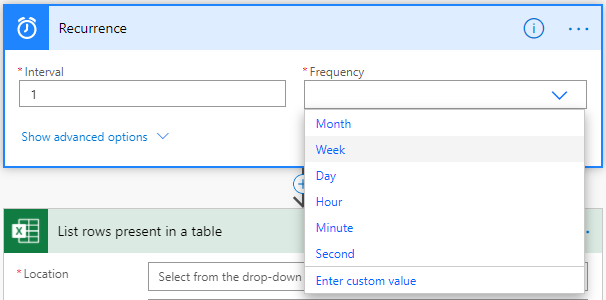 Recurrence
* Interval
* Frequency
1
Show advanced options
Month
Week
Day
Hour
Minute
Second
Enter custom value
List rows present in a table
* Location
Select from the drop-down